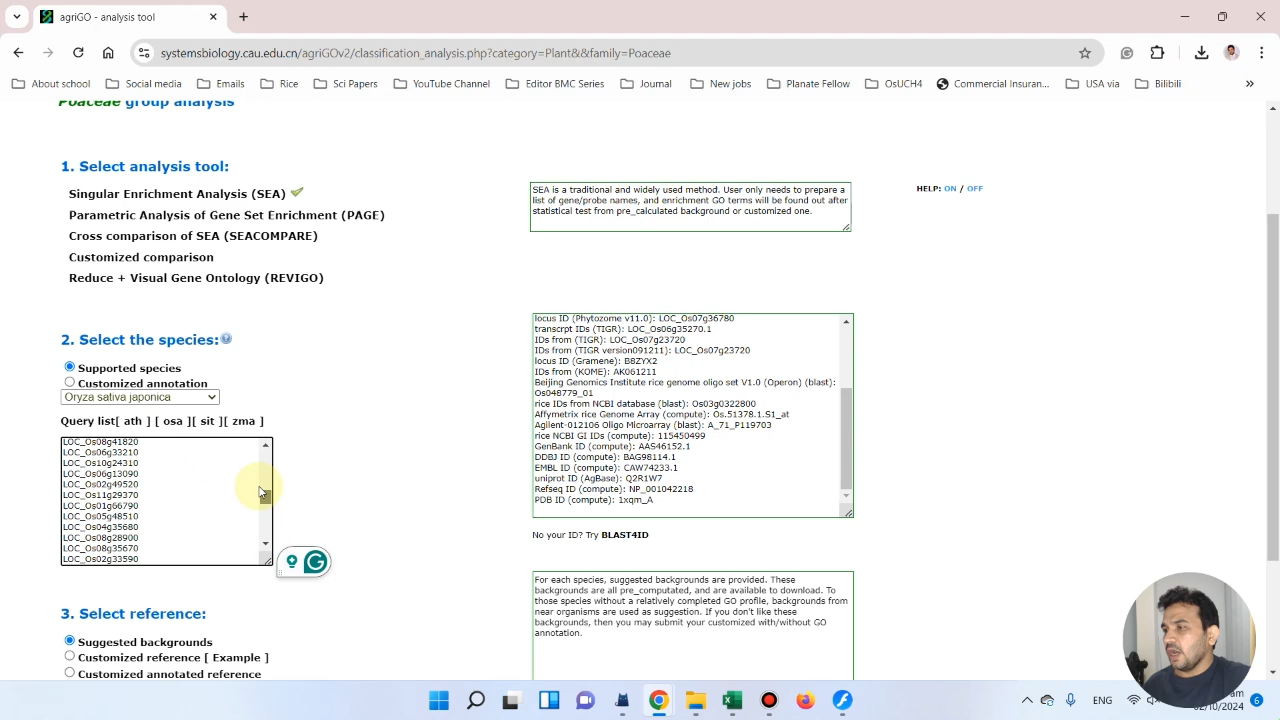 agriGO - analysis tool
systemsbiology.cau.edu.cn/agriGOv2/classification_analysis.php?category=Plant&&family=Poaceae
About school Social media Emails Rice Sci Papers YouTube Channel Editor BMC Series Journal New jobs Planate Fellow OsUCH4 Commercial Insuran... USA via Bilibili »
Poaceae group analysis
1. Select analysis tool:
Singular Enrichment Analysis (SEA)
Parametric Analysis of Gene Set Enrichment (PAGE)
Cross comparison of SEA (SEACOMPARE)
Customized comparison
Reduce + Visual Gene Ontology (REVIGO)
SEA is a traditional and widely used method. User only needs to prepare a
list of gene/probe names, and enrichment GO terms will be found out after
statistical test from pre_calculated background or customized one.
HELP: ON / OFF
2. Select the species:
Supported species
Customized annotation
Oryza sativa japonica
Query list[ ath ] [ osa ][ sit ][ zma ]
LOC_Os08g41820
LOC_Os06g33210
LOC_Os10g24310
LOC_Os06g13090
LOC_Os02g49520
LOC_Os11g29370
LOC_Os01g66790
LOC_Os05g48510
LOC_Os04g35680
LOC_Os08g28900
LOC_Os08g35670
LOC_Os02g33590
locus ID (Phytozome v11.0): LOC_Os07g36780
transcrpt IDs (TIGR): LOC_Os06g35270.1
IDs from (TIGR): LOC_Os07g23720
IDs from (TIGR version091211): LOC_Os07g23720
locus ID (Gramene): B8ZYX2
IDs from (KOME): AK061211
Beijing Genomics Institute rice genome oligo set V1.0 (Operon) (blast):
Os048779_01
rice IDs from NCBI database (blast): Os03g0322800
Affymetrix rice Genome Array (compute): Os.51378.1.S1_at
Agilent-012106 Oligo Microarray (blast): A_71_P119703
rice NCBI GI IDs (compute): 115450499
GenBank ID (compute): AAS46152.1
DDBJ ID (compute): BAG98114.1
EMBL ID (compute): CAW74233.1
uniprot ID (AgBase): Q2R1W7
Refseq ID (compute): NP_001042218
PDB ID (compute): 1xqm_A
No your ID? Try BLAST4ID
3. Select reference:
Suggested backgrounds
Customized reference [ Example ]
Customized annotated reference
For each species, suggested backgrounds are provided. These
backgrounds are all pre_computated, and are available to download. To
those species without a relatively completed GO profile, backgrounds from
near organisms are used as suggestion. If you don't like these
backgrounds, then you may submit your customized with/without GO
annotation.
ENG
am
02/10/2024
6